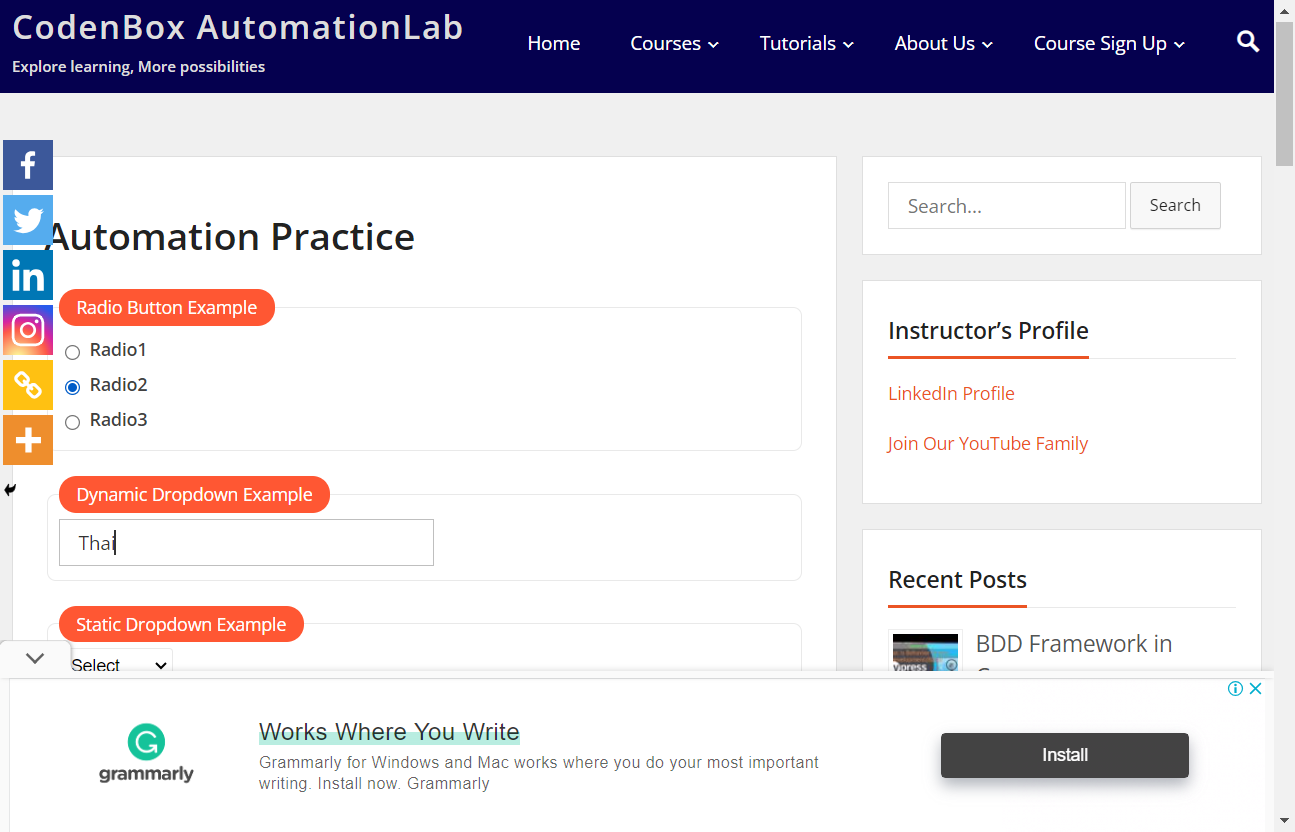 CodenBox AutomationLab
Explore learning, More possibilities
Home
Courses
Tutorials
About Us
Course Sign Up
Automation Practice
Search...
Search
Radio Button Example
Radio1
Radio2
Radio3
Instructor’s Profile
LinkedIn Profile
Join Our YouTube Family
Dynamic Dropdown Example
Thai
Static Dropdown Example
Select
Recent Posts
BDD Framework in
grammarly
Works Where You Write
Grammarly for Windows and Mac works where you do your most important
writing. Install now. Grammarly
Install